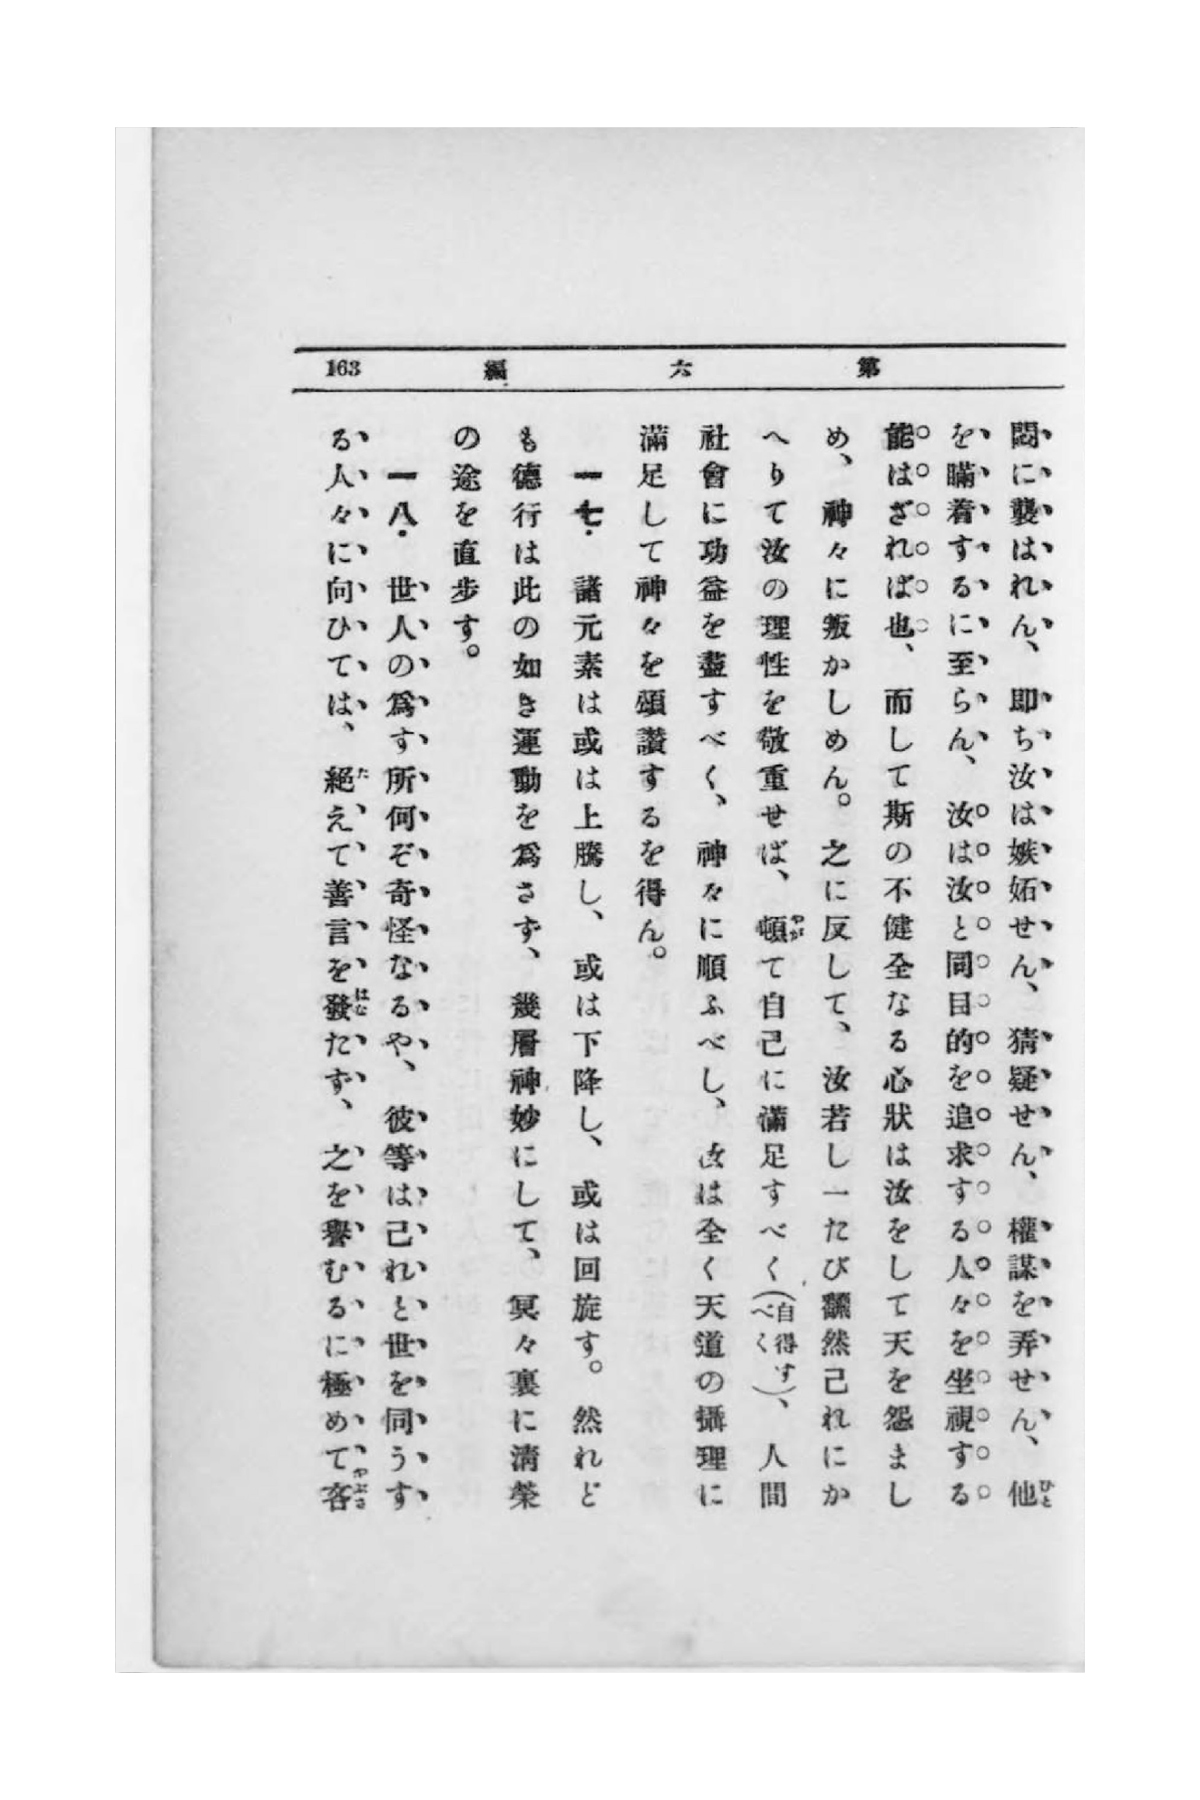 第六編
163
悶に襲はれん、即ち汝は嫉妬せん、猜疑せん、權謀を弄せん、他
を瞞着するに至らん、汝は汝と同目的を追求する人々を坐視する
能はざれば也、而して斯の不健全なる心狀は汝をして天を怨まし
め、神々に叛かしめん。之に反して、汝若し一たび飜然己れにか
へりて汝の理性を敬重せば、頓て自己に滿足すべく（自得すべく）、人間
社會に功益を盡すべく、神々に順ふべし、汝は全く天道の攝理に
滿足して神々を頌讃するを得ん。
一七．諸元素は或は上騰し、或は下降し、或は回旋す。然れど
も德行は此の如き運動を爲さず、幾層神妙にして、冥々裏に淸榮
の途を直步す。
一八．世人の爲す所何ぞ奇怪なるや、彼等は己れと世を同うす
る人々に向ひては、絕えて善言を發たず、之を譽むるに極めて吝